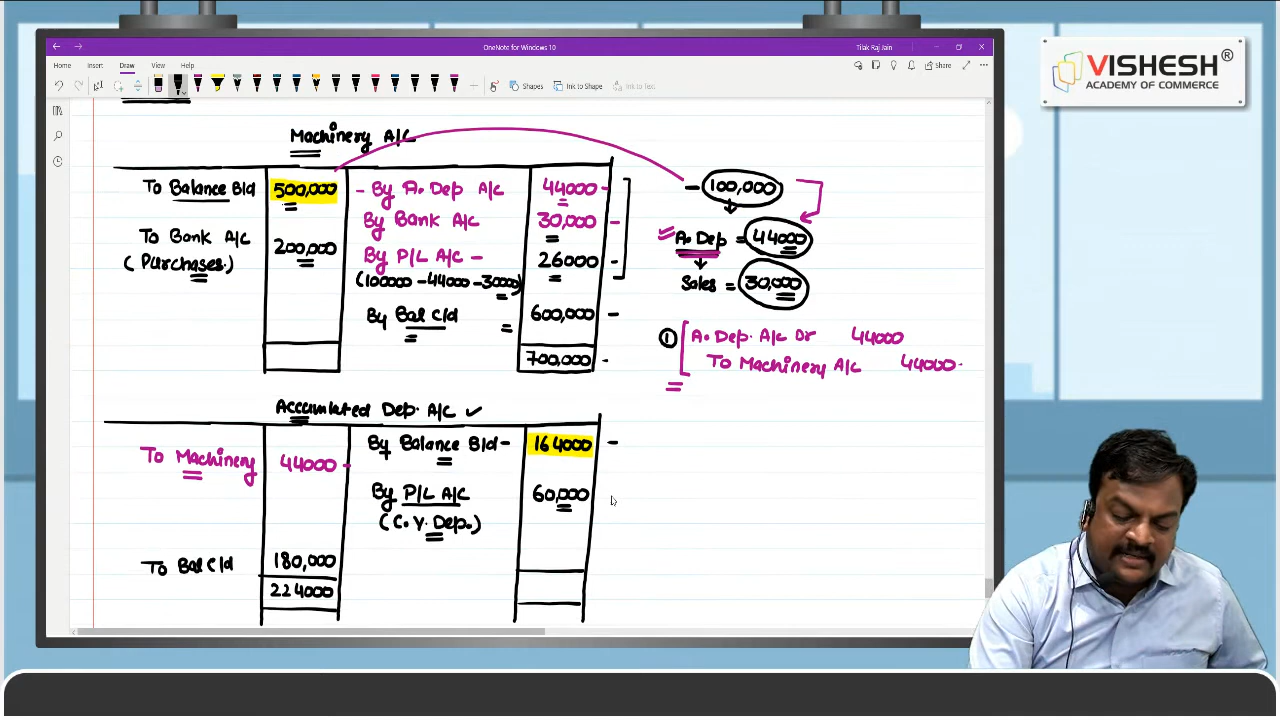 OneNote for Windows 10
Tilak Raj Jain
Home Insert Draw View Help
Share
Shapes
Ink to Shape
Ink to Text
VISHESH®
ACADEMY OF COMMERCE
Machinery A/C
To Balance B/d 500,000 - By A. Dep A/C 44000 -
To Bank A/C 200,000 By Bank A/C 30,000 -
(Purchases.) By P/L A/C - 26000 -
(100000 - 44000 - 30000)
By Bal C/d = 600,000 -
700,000 -
- 100,000
A. Dep = 44000
Sales = 30,000
① A. Dep. A/C Dr 44000
To Machinery A/C 44000 -
Accumulated Dep. A/C ✓
To Machinery 44000 - By Balance B/d - 164000 -
By P/L A/C 60,000
(C. Y. Dep.)
To Bal C/d 180,000
224000